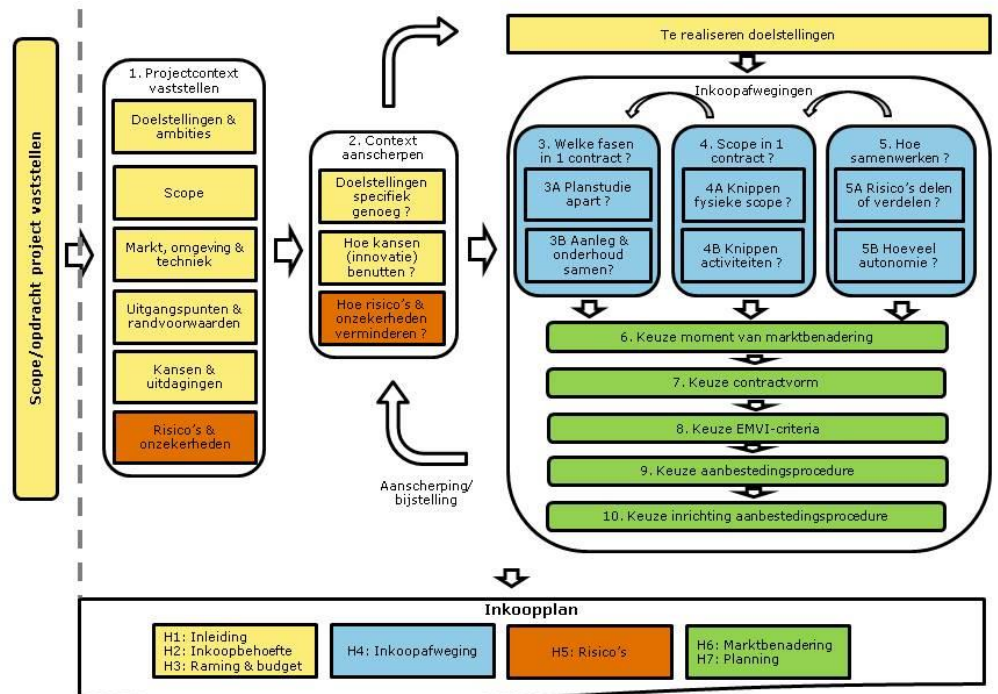 Scope/opdracht project vaststellen
1. Projectcontext
vaststellen
Doelstellingen &
ambities
Scope
Markt, omgeving &
techniek
Uitgangspunten &
randvoorwaarden
Kansen &
uitdagingen
Risico's &
onzekerheden
2. Context
aanscherpen
Doelstellingen
specifiek
genoeg ?
Hoe kansen
(innovatie)
benutten ?
Hoe risico's &
onzekerheden
verminderen ?
Aanscherping/
bijstelling
Te realiseren doelstellingen
Inkoopafwegingen
3. Welke fasen
in 1 contract ?
3A Planstudie
apart ?
3B Aanleg &
onderhoud
samen?
4. Scope in 1
contract ?
4A Knippen
fysieke scope ?
4B Knippen
activiteiten ?
5. Hoe
samenwerken ?
5A Risico's delen
of verdelen ?
5B Hoeveel
autonomie ?
6. Keuze moment van marktbenadering
7. Keuze contractvorm
8. Keuze EMVI-criteria
9. Keuze aanbestedingsprocedure
10. Keuze inrichting aanbestedingsprocedure
Inkoopplan
H1: Inleiding
H2: Inkoopbehoefte
H3: Raming & budget
H4: Inkoopafweging
H5: Risico's
H6: Marktbenadering
H7: Planning